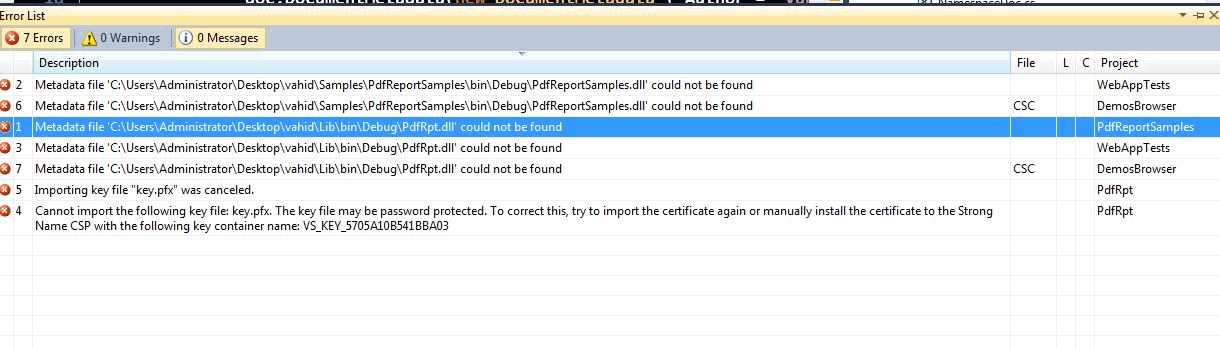 doc.DocumentMetadata(new DocumentMetadata { Author = "Vah
NamespaceDoc.cs
Error List
7 Errors 0 Warnings 0 Messages
Description File L C Project
2 Metadata file 'C:\Users\Administrator\Desktop\vahid\Samples\PdfReportSamples\bin\Debug\PdfReportSamples.dll' could not be found WebAppTests
6 Metadata file 'C:\Users\Administrator\Desktop\vahid\Samples\PdfReportSamples\bin\Debug\PdfReportSamples.dll' could not be found CSC DemosBrowser
1 Metadata file 'C:\Users\Administrator\Desktop\vahid\Lib\bin\Debug\PdfRpt.dll' could not be found PdfReportSamples
3 Metadata file 'C:\Users\Administrator\Desktop\vahid\Lib\bin\Debug\PdfRpt.dll' could not be found WebAppTests
7 Metadata file 'C:\Users\Administrator\Desktop\vahid\Lib\bin\Debug\PdfRpt.dll' could not be found CSC DemosBrowser
5 Importing key file "key.pfx" was canceled. PdfRpt
4 Cannot import the following key file: key.pfx. The key file may be password protected. To correct this, try to import the certificate again or manually install the certificate to the Strong PdfRpt
Name CSP with the following key container name: VS_KEY_5705A10B541BBA03